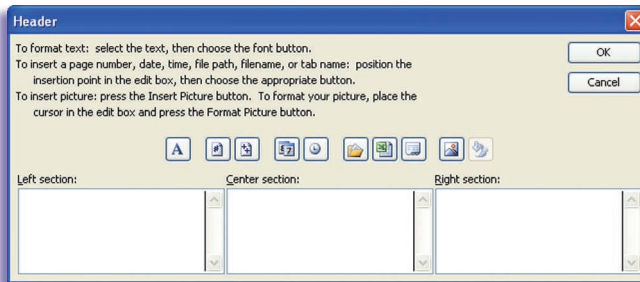 Header
To format text: select the text, then choose the font button.
To insert a page number, date, time, file path, filename, or tab name: position the
insertion point in the edit box, then choose the appropriate button.
To insert picture: press the Insert Picture button. To format your picture, place the
cursor in the edit box and press the Format Picture button.
OK
Cancel
A
Left section:
Center section:
Right section: